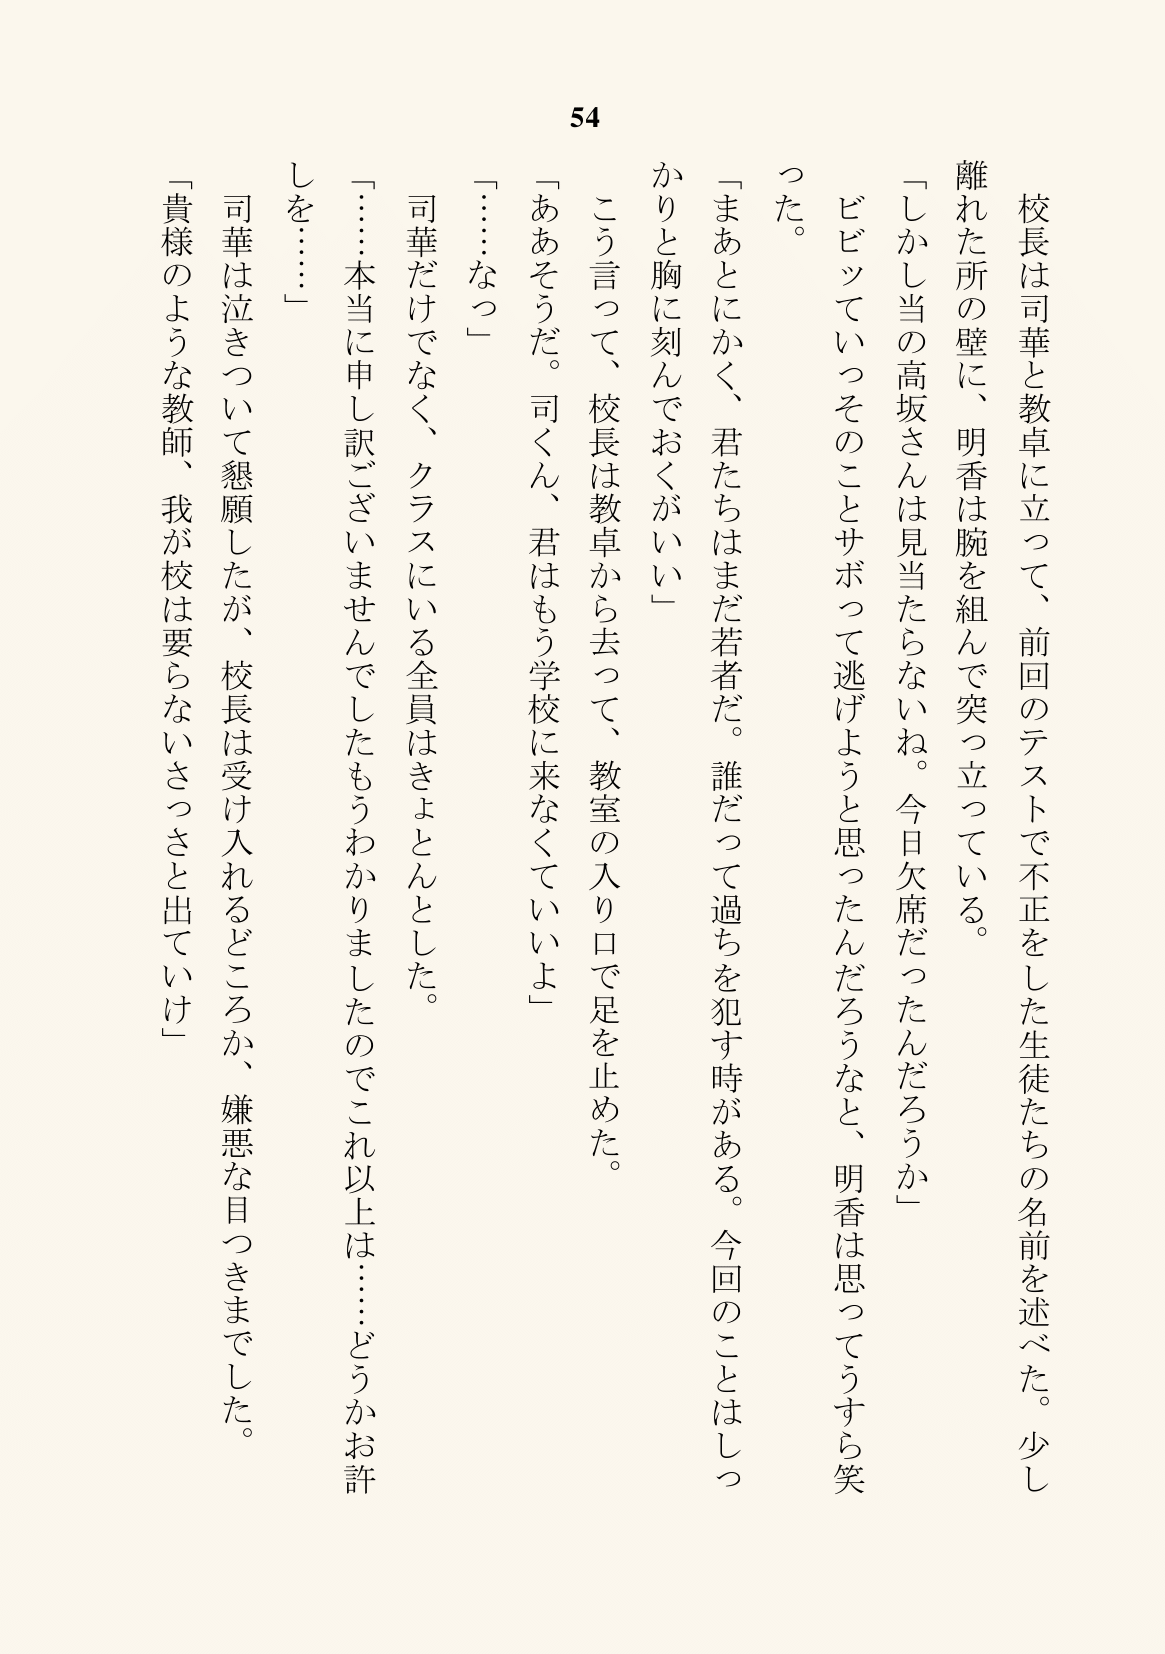 54
校長は司華と教卓に立って、前回のテストで不正をした生徒たちの名前を述べた。少し
離れた所の壁に、明香は腕を組んで突っ立っている。
「しかし当の高坂さんは見当たらないね。今日欠席だったんだろうか」
ビビッていっそのことサボって逃げようと思ったんだろうなと、明香は思ってうすら笑
った。
「まあとにかく、君たちはまだ若者だ。誰だって過ちを犯す時がある。今回のことはしっ
かりと胸に刻んでおくがいい」
こう言って、校長は教卓から去って、教室の入り口で足を止めた。
「ああそうだ。司くん、君はもう学校に来なくていいよ」
「……なっ」
司華だけでなく、クラスにいる全員はきょとんとした。
「……本当に申し訳ございませんでしたもうわかりましたのでこれ以上は……どうかお許
しを……」
司華は泣きついて懇願したが、校長は受け入れるどころか、嫌悪な目つきまでした。
「貴様のような教師、我が校は要らないさっさと出ていけ」